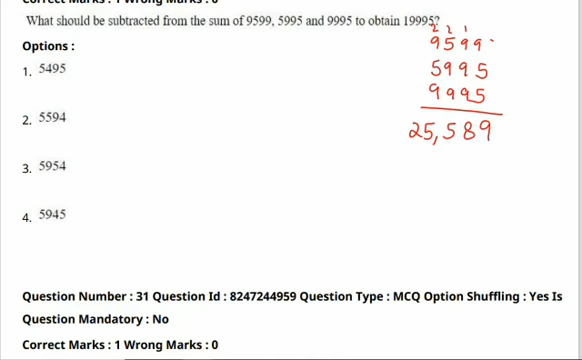 Correct Marks : 1 Wrong Marks : 0
What should be subtracted from the sum of 9599, 5995 and 9995 to obtain 19995?
Options :
1. 5495
2. 5594
3. 5954
4. 5945
2 2 1
9599
5995
9995
25,589
Question Number : 31 Question Id : 8247244959 Question Type : MCQ Option Shuffling : Yes Is
Question Mandatory : No
Correct Marks : 1 Wrong Marks : 0